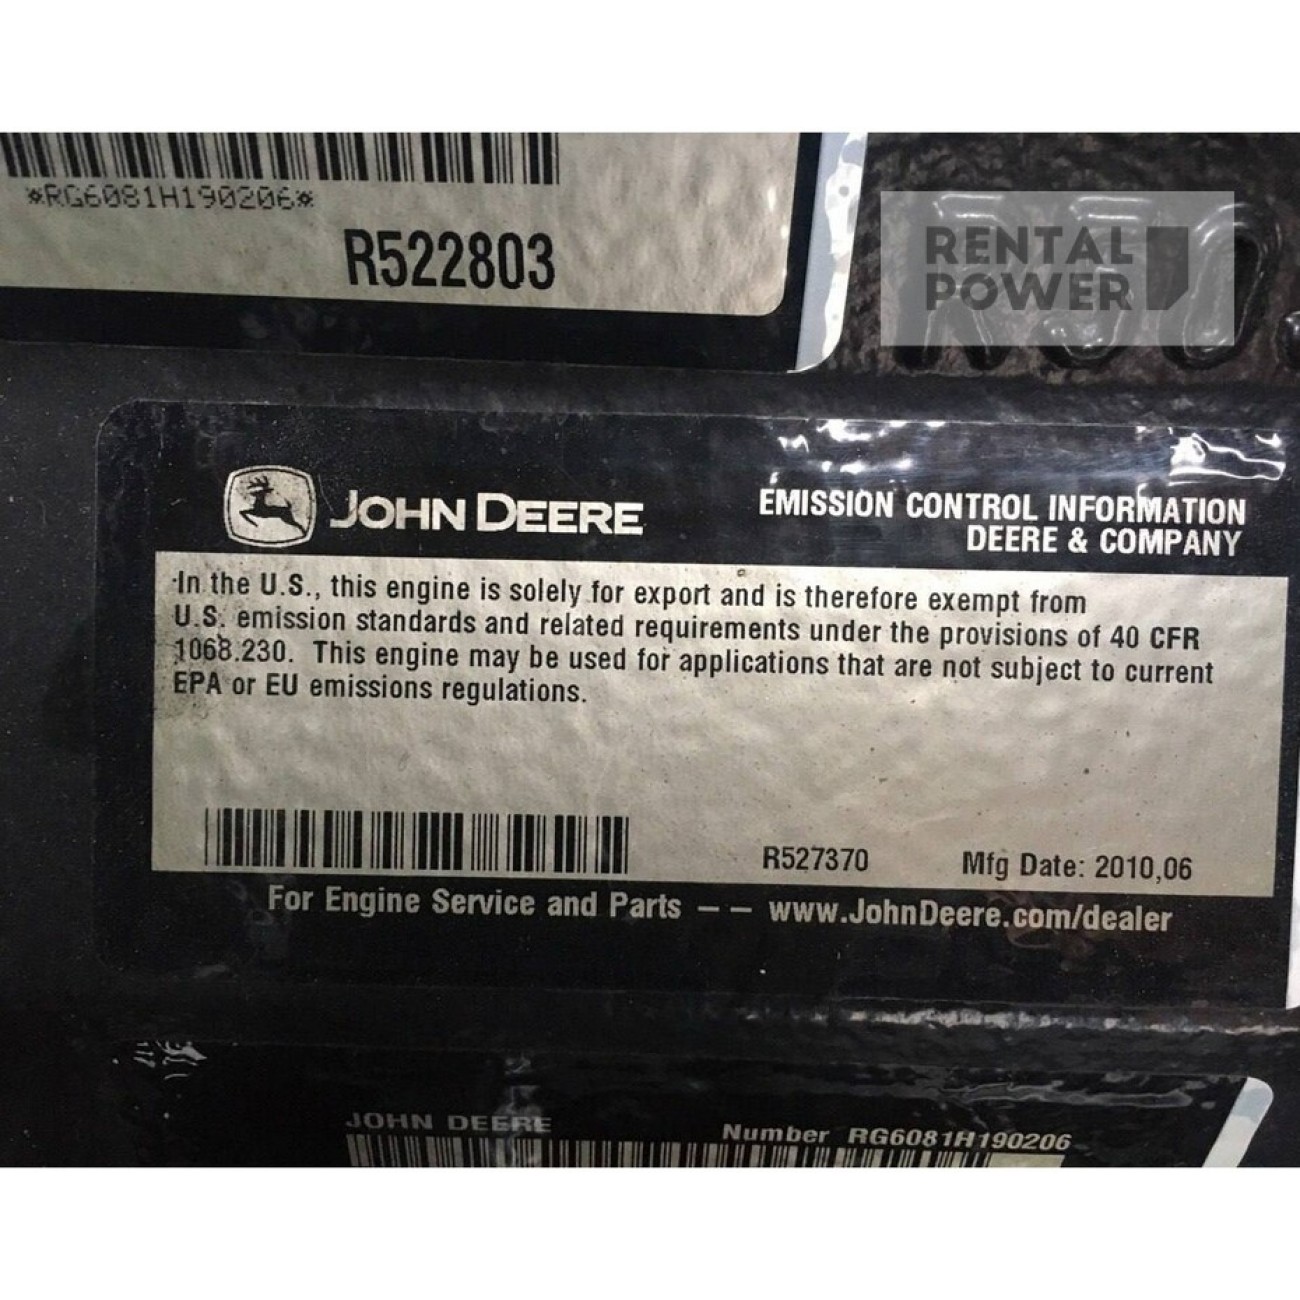 *RG6081H190206*
R522803
RENTAL
POWER
JOHN DEERE
EMISSION CONTROL INFORMATION
DEERE & COMPANY
In the U.S., this engine is solely for export and is therefore exempt from
U.S. emission standards and related requirements under the provisions of 40 CFR
1068.230. This engine may be used for applications that are not subject to current
EPA or EU emissions regulations.
R527370 Mfg Date: 2010,06
For Engine Service and Parts – – www.JohnDeere.com/dealer
JOHN DEERE
Number RG6081H190206